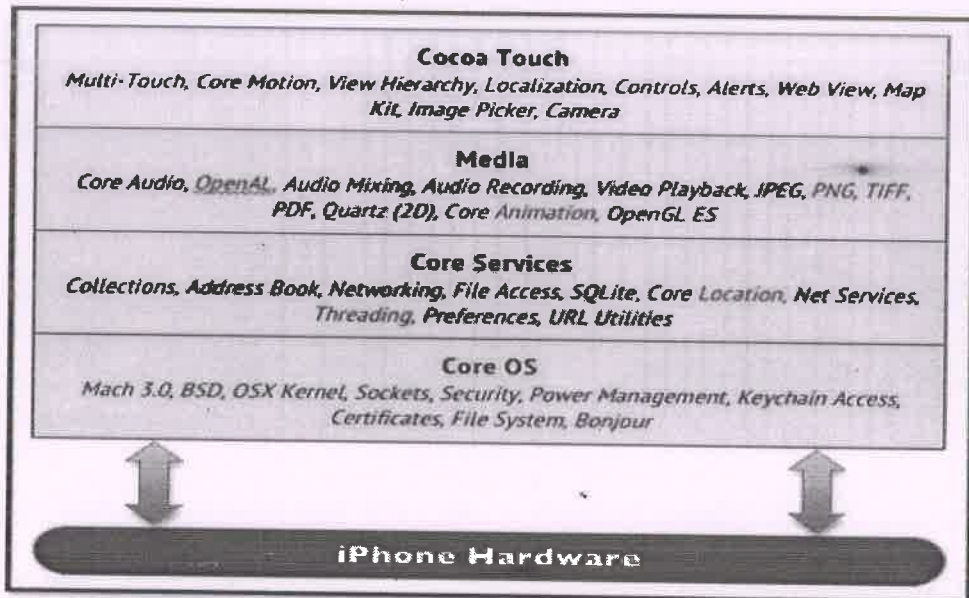 Cocoa Touch
Multi-Touch, Core Motion, View Hierarchy, Localization, Controls, Alerts, Web View, Map
Kit, Image Picker, Camera
Media
Core Audio, OpenAL, Audio Mixing, Audio Recording, Video Playback, JPEG, PNG, TIFF,
PDF, Quartz (2D), Core Animation, OpenGL ES
Core Services
Collections, Address Book, Networking, File Access, SQLite, Core Location, Net Services,
Threading, Preferences, URL Utilities
Core OS
Mach 3.0, BSD, OSX Kernel, Sockets, Security, Power Management, Keychain Access,
Certificates, File System, Bonjour
iPhone Hardware